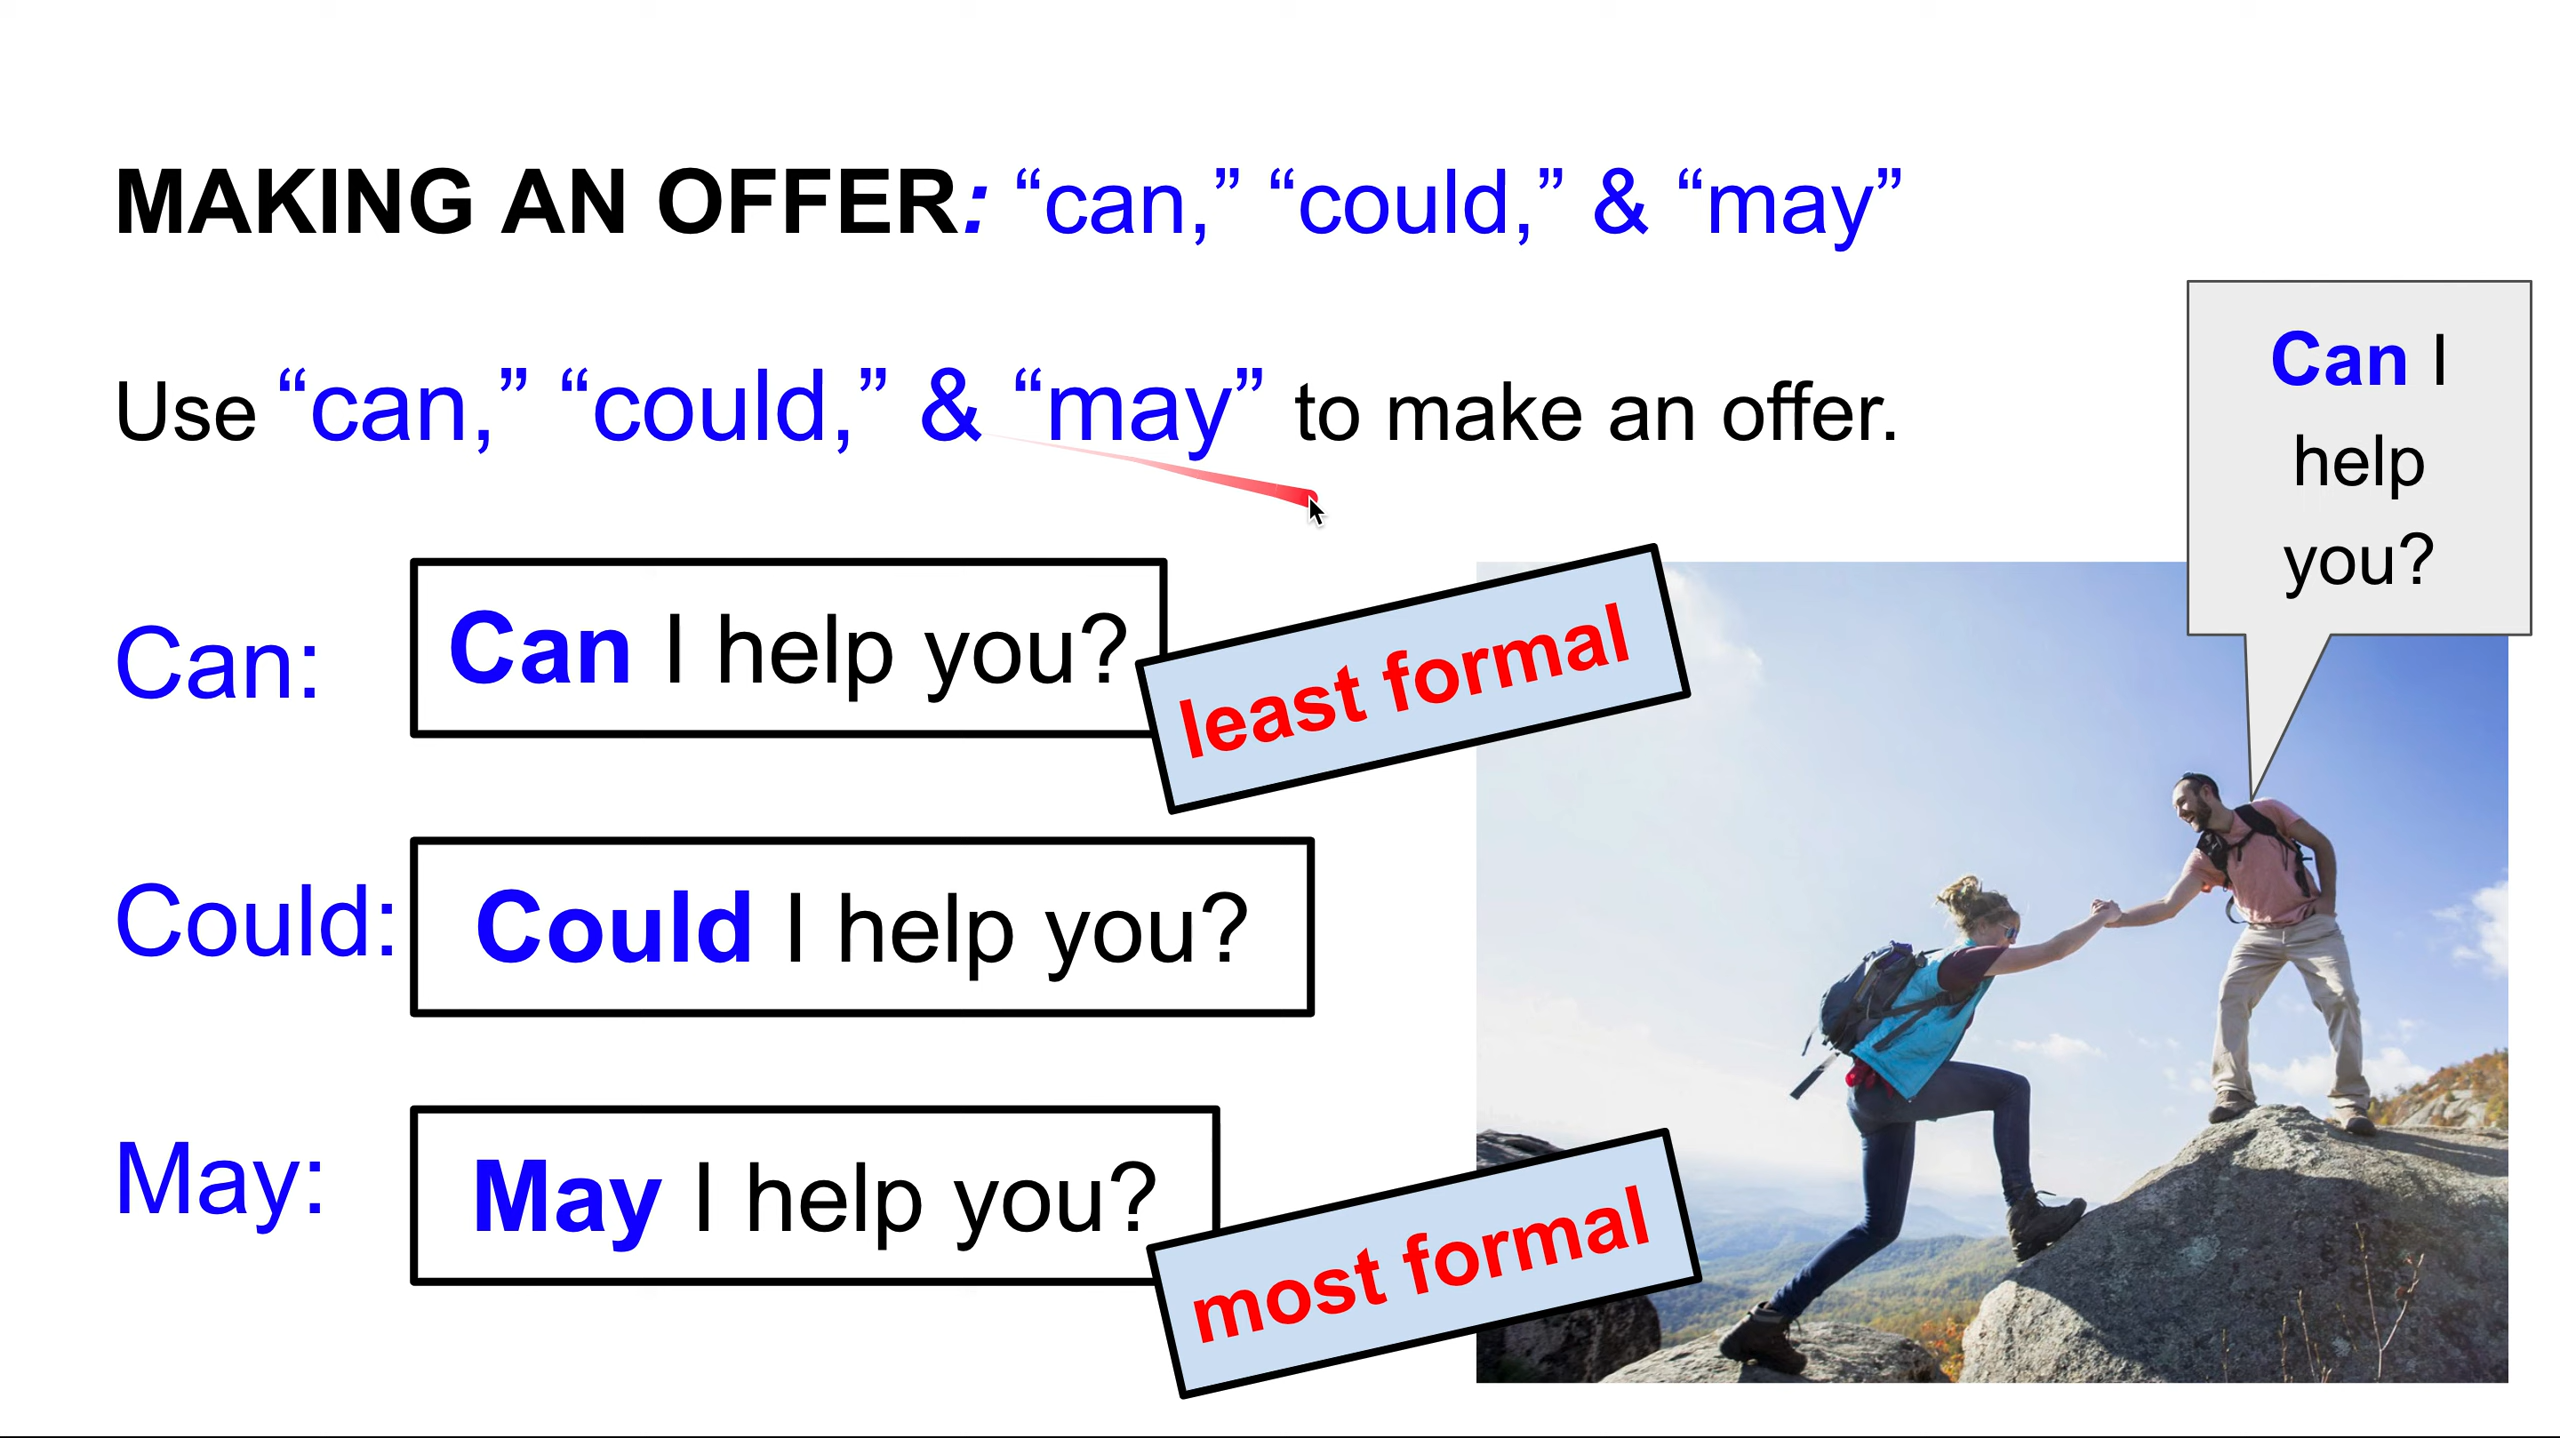 MAKING AN OFFER: “can,” “could,” & “may”
Use “can,” “could,” & “may” to make an offer.
Can I
help
you?
Can:
Can I help you?
least formal
Could:
Could I help you?
May:
May I help you?
most formal